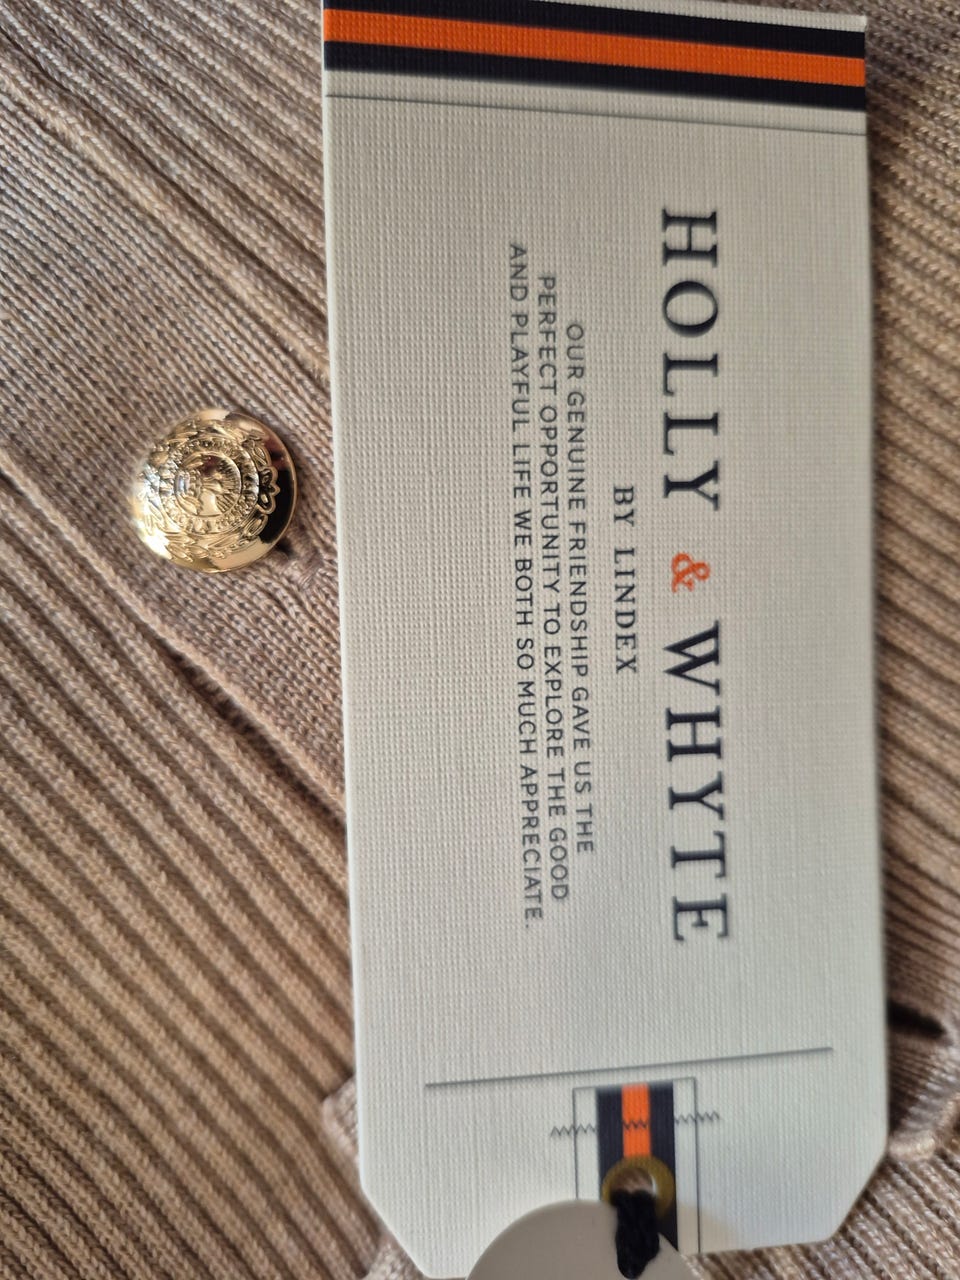 HOLLY & WHYTE
BY LINDEX
OUR GENUINE FRIENDSHIP GAVE US THE
PERFECT OPPORTUNITY TO EXPLORE THE GOOD
AND PLAYFUL LIFE WE BOTH SO MUCH APPRECIATE.